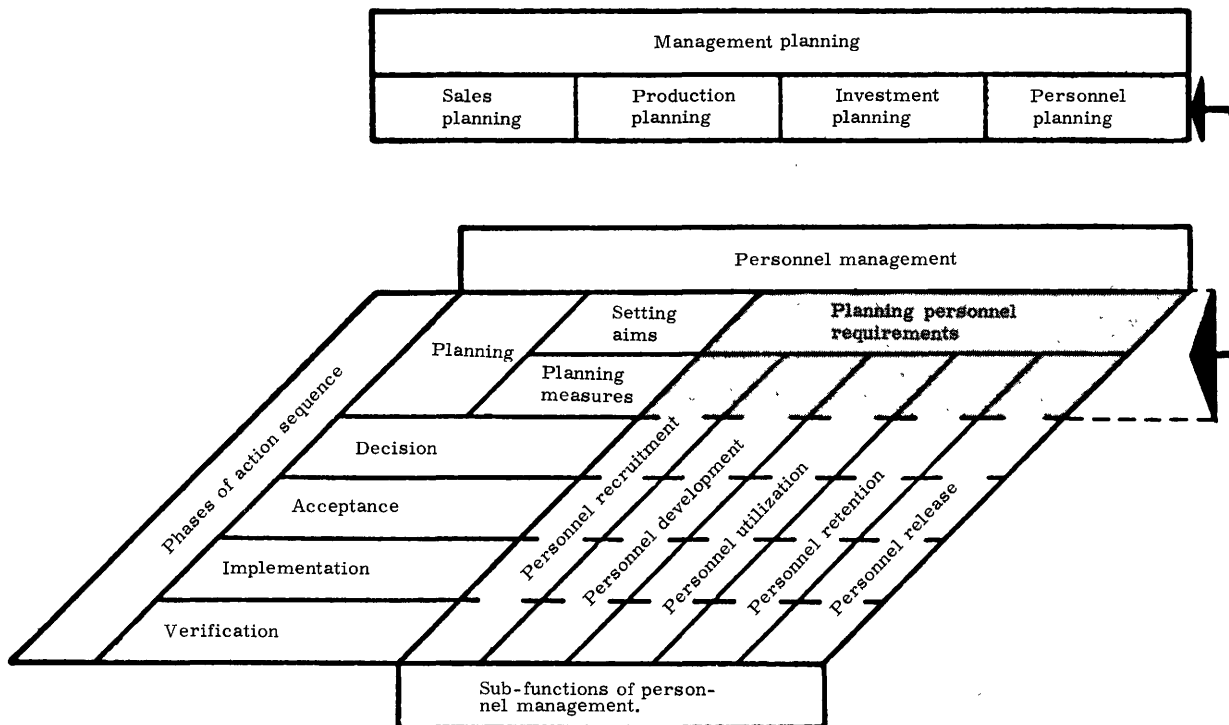 Management planning
Sales
planning
Production
planning
Investment
planning
Personnel
planning
Personnel management
Phases of action sequence
Planning
Setting
aims
Planning personnel
requirements
Planning
measures
Decision
Acceptance
Implementation
Verification
Personnel recruitment
Personnel development
Personnel utilization
Personnel retention
Personnel release
Sub-functions of person-
nel management.